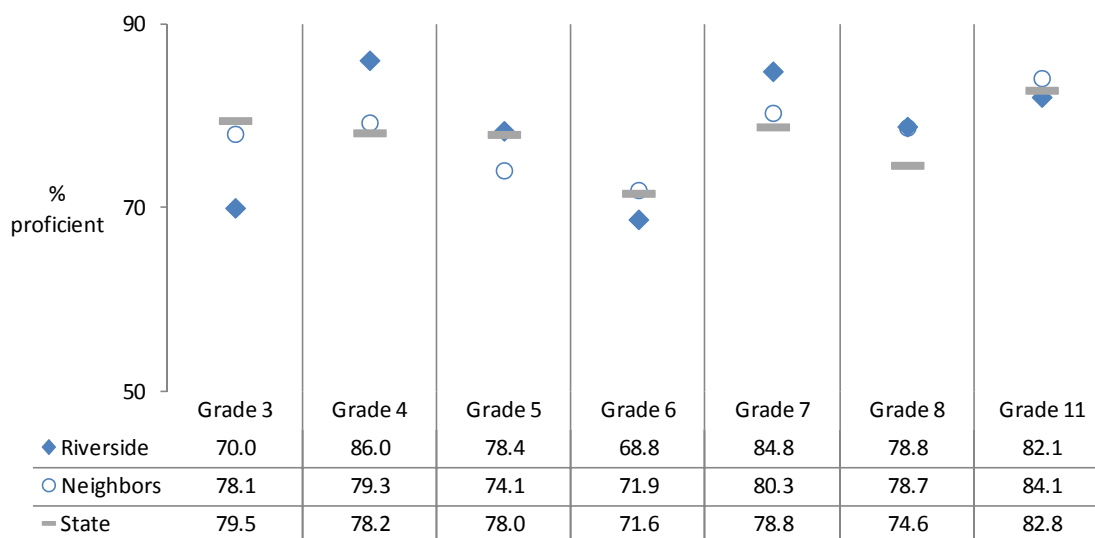 90
70
%
proficient
50
Grade 3 Grade 4 Grade 5 Grade 6 Grade 7 Grade 8 Grade 11
Riverside 70.0 86.0 78.4 68.8 84.8 78.8 82.1
Neighbors 78.1 79.3 74.1 71.9 80.3 78.7 84.1
State 79.5 78.2 78.0 71.6 78.8 74.6 82.8